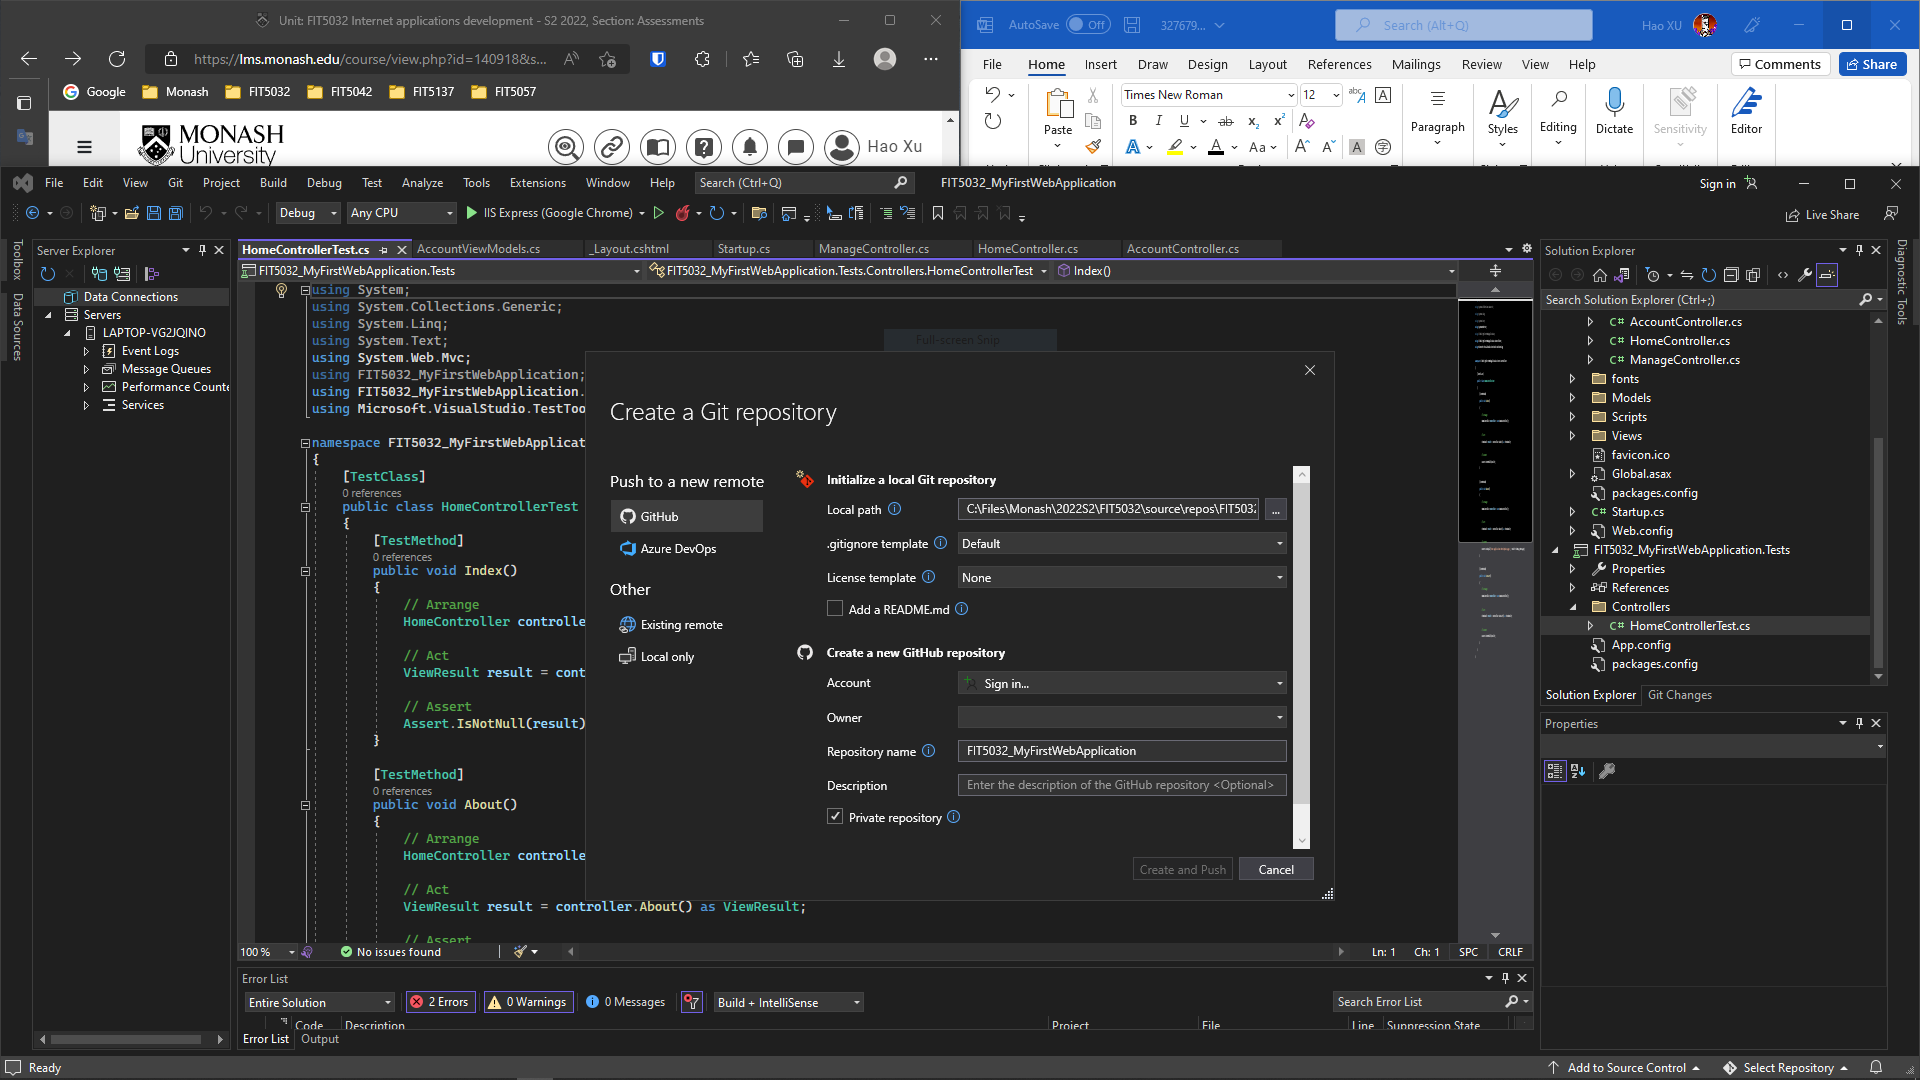 Unit: FIT5032 Internet applications development - S2 2022, Section: Assessments
https://lms.monash.edu/course/view.php?id=140918&s...
Google
Monash
FIT5032
FIT5042
FIT5137
FIT5057
MONASH
University
Hao Xu
AutoSave
Off
327679...
Search (Alt+Q)
Hao XU
File Home Insert Draw Design Layout References Mailings Review View Help
Comments
Share
Times New Roman
12
Paste
Paragraph
Styles
Editing
Dictate
Sensitivity
Editor
File Edit View Git Project Build Debug Test Analyze Tools Extensions Window Help
Search (Ctrl+Q)
FIT5032_MyFirstWebApplication
Sign in
Debug
Any CPU
IIS Express (Google Chrome)
Live Share
Toolbox
Data Sources
Server Explorer
Data Connections
Servers
LAPTOP-VG2JQINO
Event Logs
Message Queues
Performance Counte
Services
HomeControllerTest.cs
AccountViewModels.cs
_Layout.cshtml
Startup.cs
ManageController.cs
HomeController.cs
AccountController.cs
FIT5032_MyFirstWebApplication.Tests
FIT5032_MyFirstWebApplication.Tests.Controllers.HomeControllerTest
Index()
using System;
using System.Collections.Generic;
using System.Linq;
using System.Text;
using System.Web.Mvc;
using FIT5032_MyFirstWebApplication;
using FIT5032_MyFirstWebApplication.
using Microsoft.VisualStudio.TestToo
namespace FIT5032_MyFirstWebApplicat
{
[TestClass]
0 references
public class HomeControllerTest
{
[TestMethod]
0 references
public void Index()
{
// Arrange
HomeController controlle
// Act
ViewResult result = cont
// Assert
Assert.IsNotNull(result)
}
[TestMethod]
0 references
public void About()
{
// Arrange
HomeController controlle
// Act
ViewResult result = controller.About() as ViewResult;
// Assert
Full-screen Snip
Create a Git repository
Push to a new remote
GitHub
Azure DevOps
Other
Existing remote
Local only
Initialize a local Git repository
Local path
C:\Files\Monash\2022S2\FIT5032\source\repos\FIT5032
...
.gitignore template
Default
License template
None
Add a README.md
Create a new GitHub repository
Account
Sign in...
Owner
Repository name
FIT5032_MyFirstWebApplication
Description
Enter the description of the GitHub repository <Optional>
Private repository
Create and Push
Cancel
100 %
No issues found
Ln: 1
Ch: 1
SPC
CRLF
Error List
Entire Solution
2 Errors
0 Warnings
0 Messages
Build + IntelliSense
Search Error List
Code
Description
Project
File
Line
Suppression State
Error List
Output
Solution Explorer
Search Solution Explorer (Ctrl+;)
C# AccountController.cs
C# HomeController.cs
C# ManageController.cs
fonts
Models
Scripts
Views
favicon.ico
Global.asax
packages.config
C# Startup.cs
Web.config
FIT5032_MyFirstWebApplication.Tests
Properties
References
Controllers
C# HomeControllerTest.cs
App.config
packages.config
Solution Explorer
Git Changes
Properties
Diagnostic Tools
Ready
Add to Source Control
Select Repository